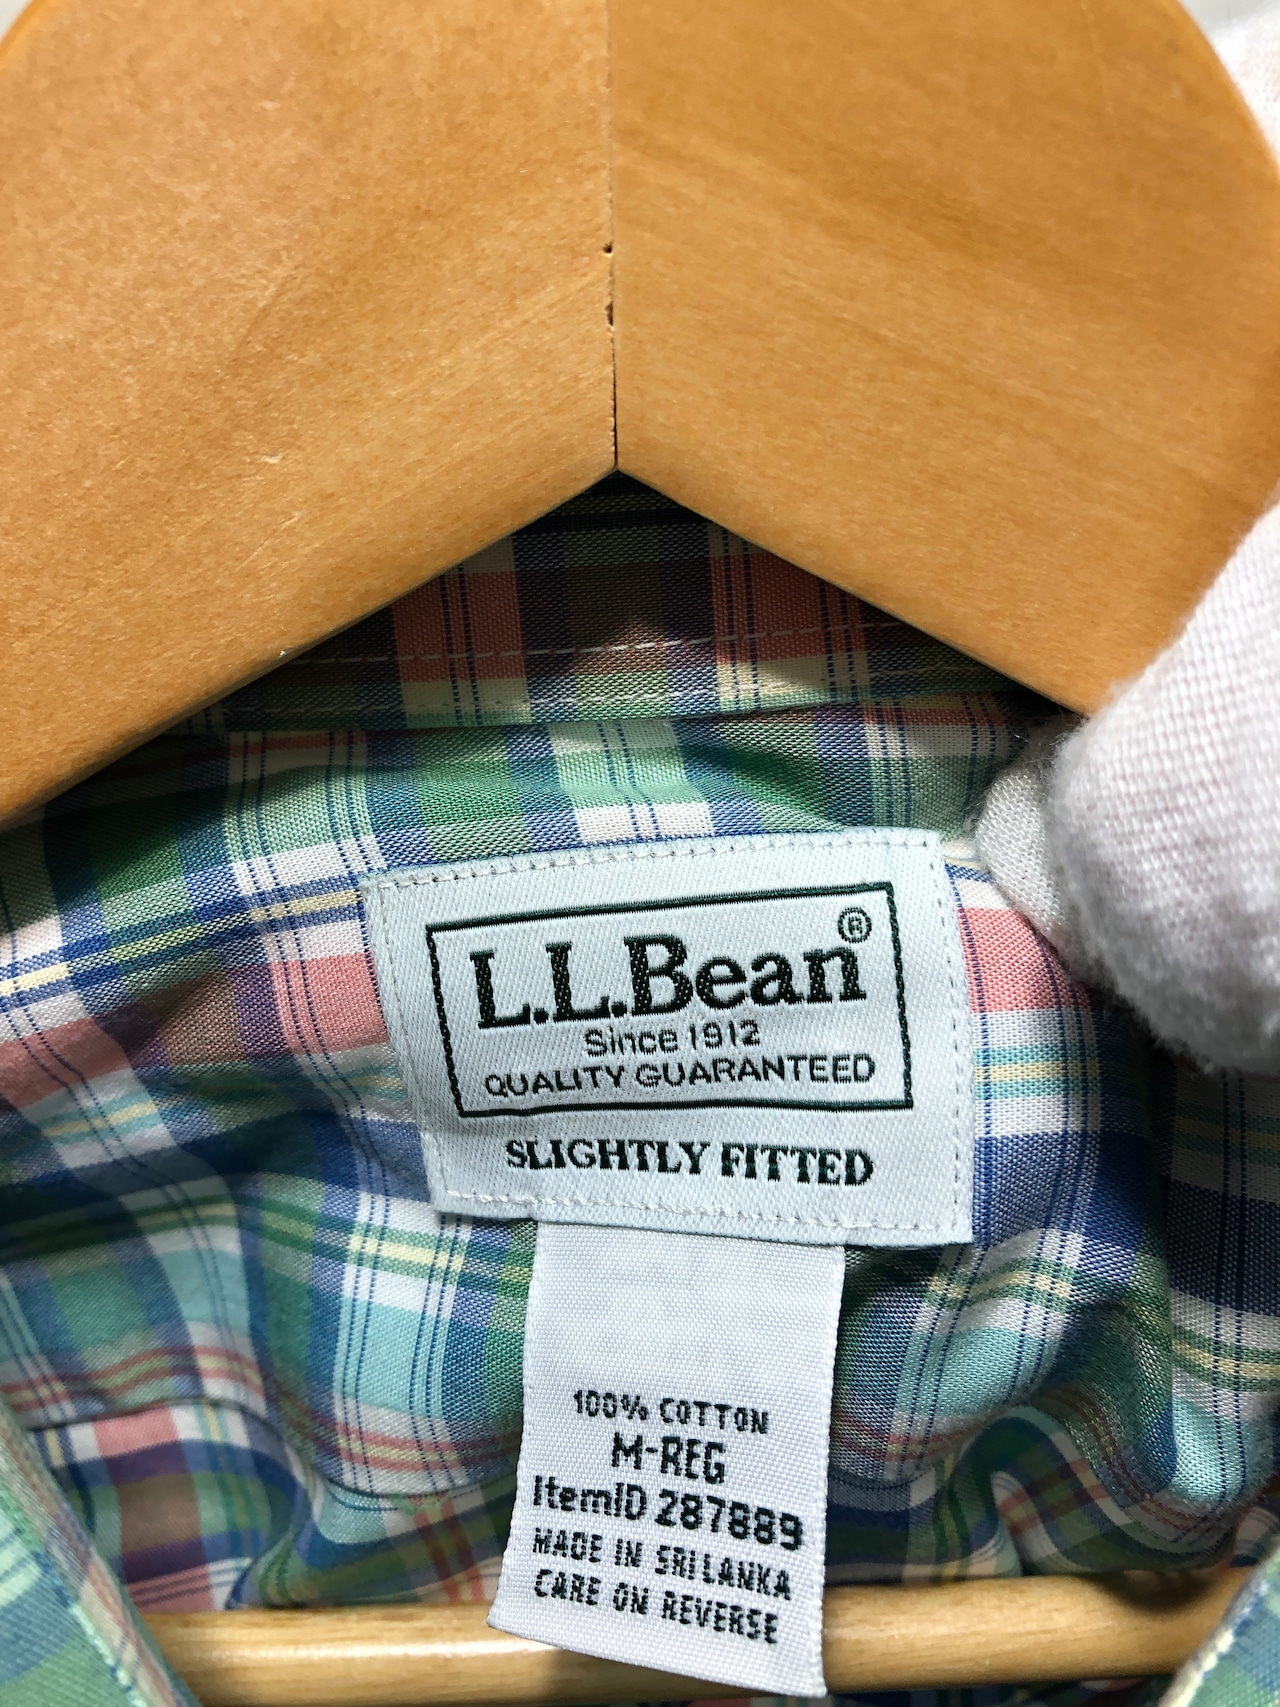 L.L.Bean®
Since 1912
QUALITY GUARANTEED
SLIGHTLY FITTED
100% COTTON
M-REG
ItemID 287889
MADE IN SRI LANKA
CARE ON REVERSE